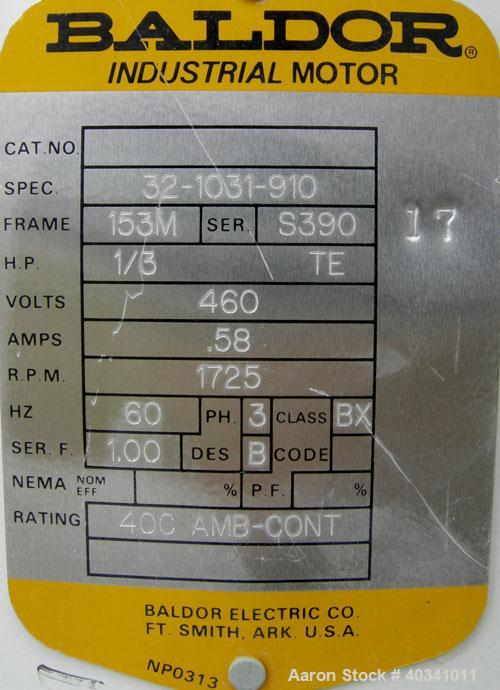 BALDOR®
INDUSTRIAL MOTOR
CAT.NO.
SPEC. 32-1031-910
FRAME 153M SER. S390 17
H.P. 1/3 TE
VOLTS 460
AMPS .58
R.P.M. 1725
HZ 60 PH. 3 CLASS BX
SER. F. 1.00 DES B CODE
NEMA NOM EFF % P.F. %
RATING 40C AMB-CONT
BALDOR ELECTRIC CO.
FT. SMITH, ARK. U.S.A.
NP0313
Aaron Stock # 40341011